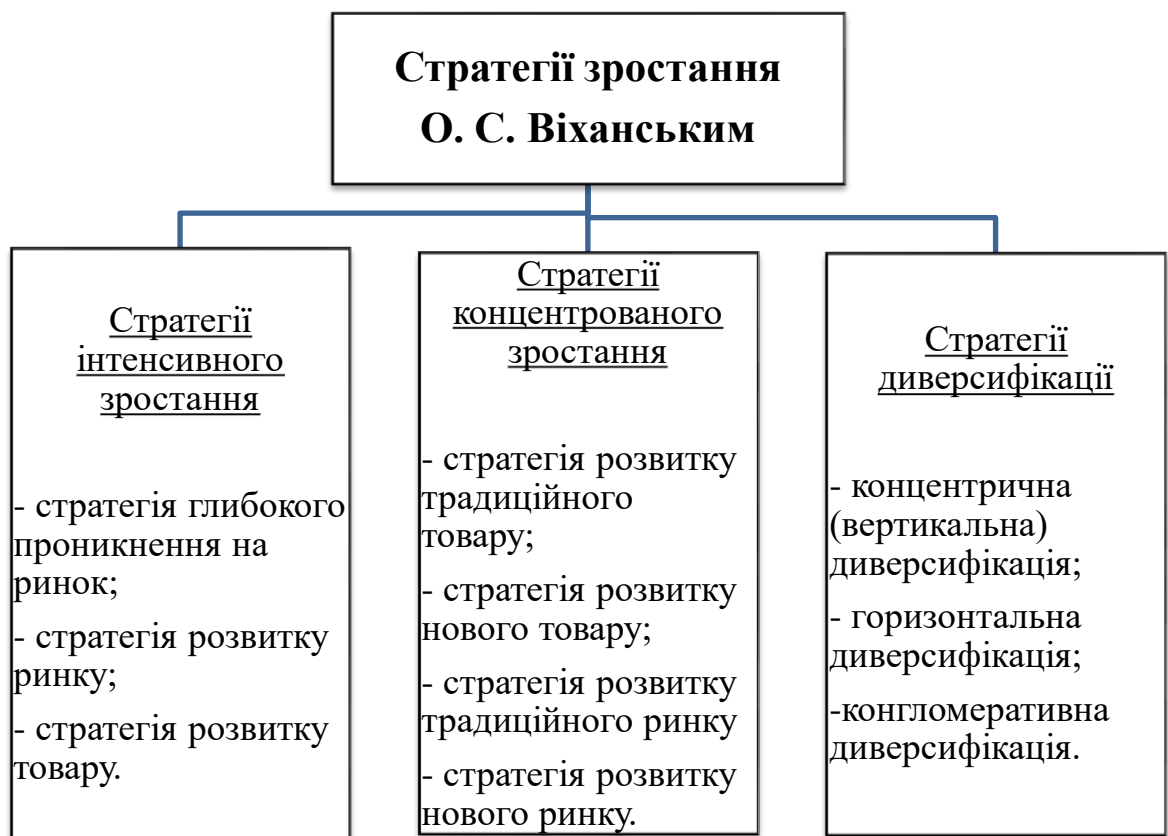 Стратегії зростання
О. С. Віханським
Стратегії
інтенсивного
зростання
- стратегія глибокого
проникнення на
ринок;
- стратегія розвитку
ринку;
- стратегія розвитку
товару.
Стратегії
концентрованого
зростання
- стратегія розвитку
традиційного
товару;
- стратегія розвитку
нового товару;
- стратегія розвитку
традиційного ринку
- стратегія розвитку
нового ринку.
Стратегії
диверсифікації
- концентрична
(вертикальна)
диверсифікація;
- горизонтальна
диверсифікація;
-конгломеративна
диверсифікація.